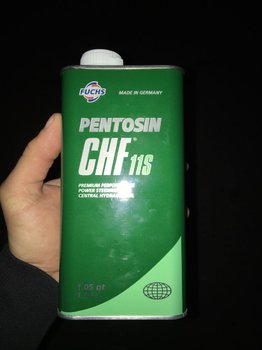 FUCHS
MADE IN GERMANY
PENTOSIN
CHF 11S
PREMIUM PERFORMANCE
POWER STEERING
CENTRAL HYDRAULIC
1.05 qt